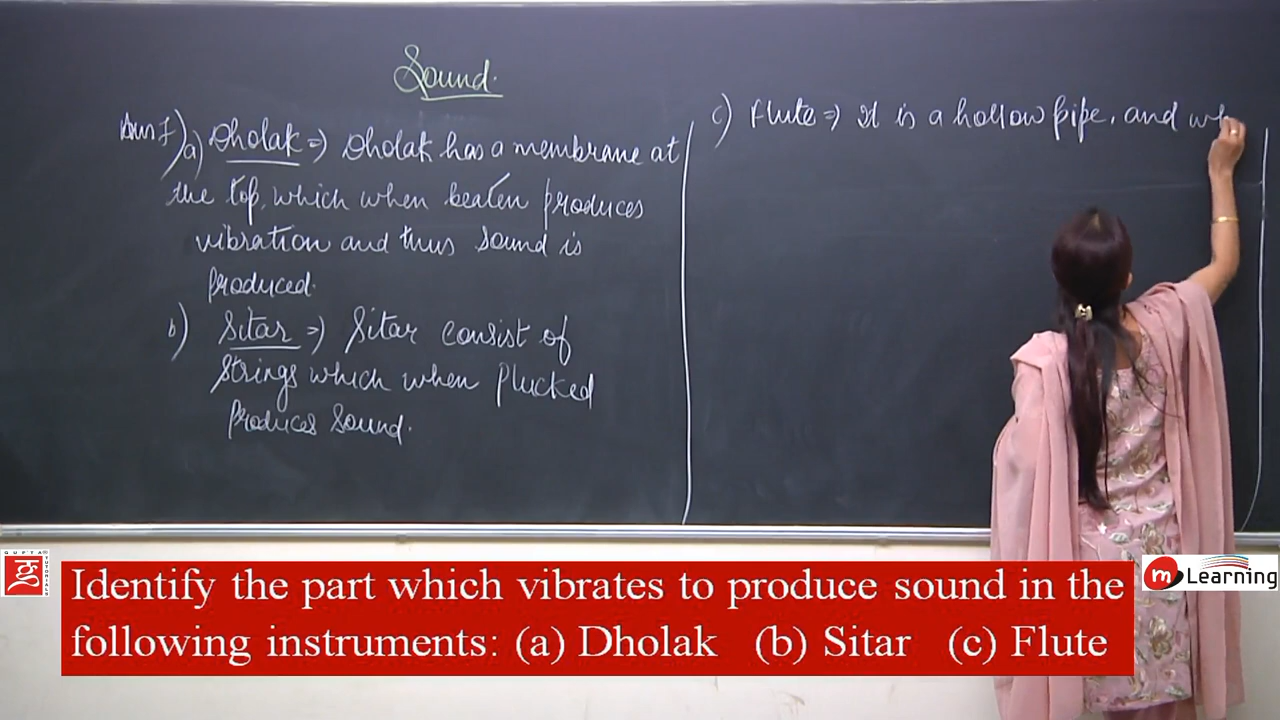 Sound.
Ans 7) a) Dholak => Dholak has a membrane at
the top, which when beaten produces
vibration and thus sound is
produced.
b) Sitar => Sitar consist of
strings which when plucked
produces sound.
c) Flute => It is a hollow pipe, and wh
GUPTA TUTORIALS
m Learning
Identify the part which vibrates to produce sound in the
following instruments: (a) Dholak (b) Sitar (c) Flute